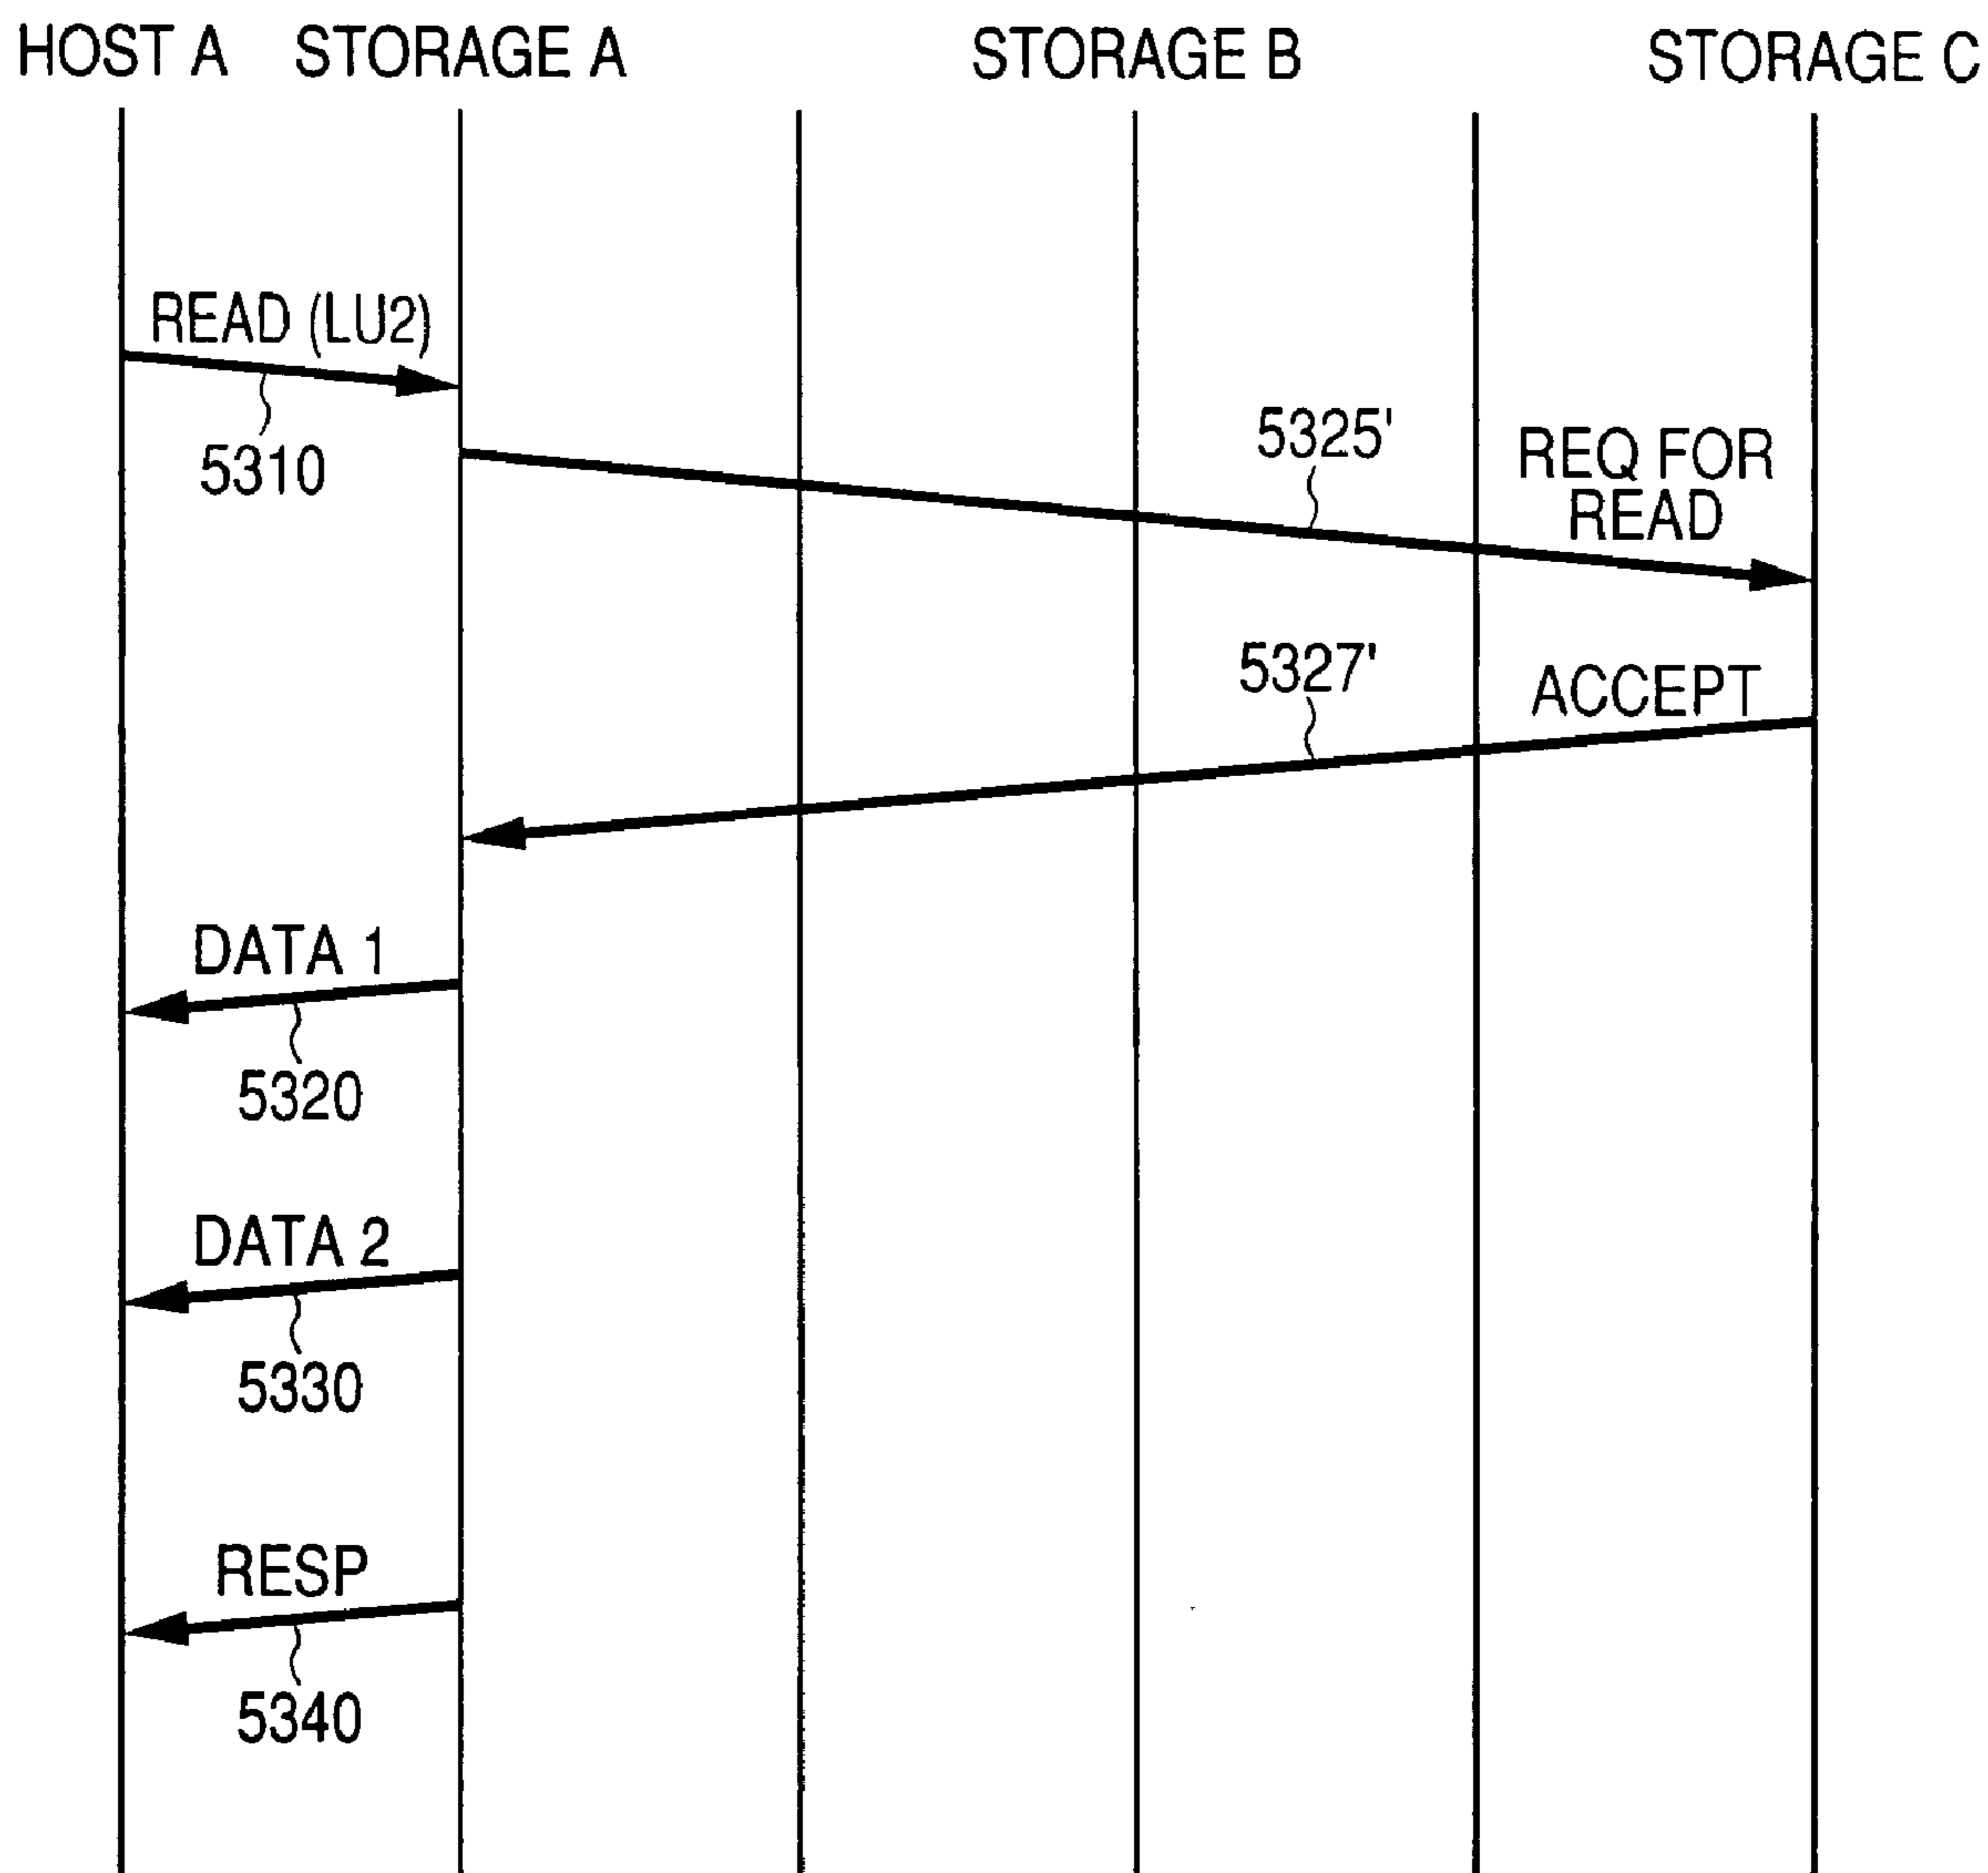 HOST A STORAGE A STORAGE B STORAGE C
READ (LU2)
5310
5325'
REQ FOR
READ
5327'
ACCEPT
DATA 1
5320
DATA 2
5330
RESP
5340